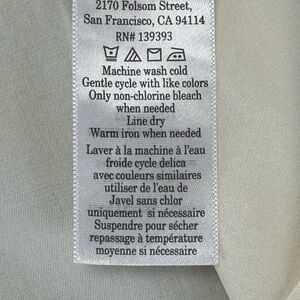 2170 Folsom Street,
San Francisco, CA 94114
RN# 139393
Machine wash cold
Gentle cycle with like colors
Only non-chlorine bleach
when needed
Line dry
Warm iron when needed
Laver à la machine à l'eau
froide cycle delica
avec couleurs similaires
utiliser de l'eau de
Javel sans chlor
uniquement si nécessaire
Suspendre pour sécher
repassage à température
moyenne si nécessaire